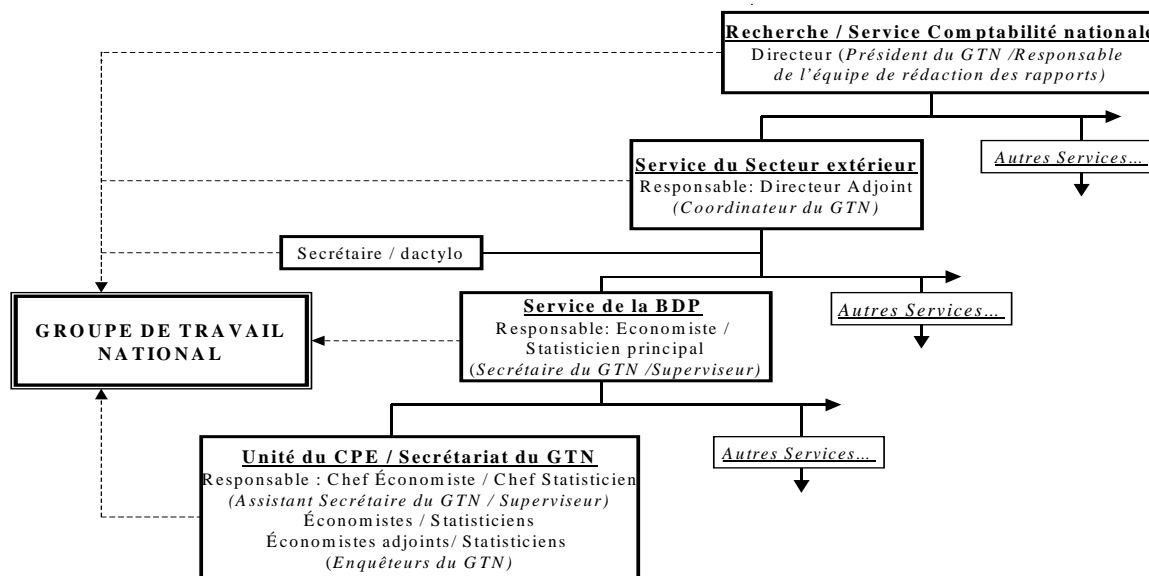 Recherche / Service Comptabilité nationale
Directeur (Président du GTN /Responsable
de l'équipe de rédaction des rapports)
Autres Services…
Service du Secteur extérieur
Responsable: Directeur Adjoint
(Coordinateur du GTN)
Secrétaire / dactylo
GROUPE DE TRAVAIL
NATIONAL
Service de la BDP
Responsable: Economiste /
Statisticien principal
(Secrétaire du GTN /Superviseur)
Autres Services…
Unité du CPE / Secrétariat du GTN
Responsable : Chef Économiste / Chef Statisticien
(Assistant Secrétaire du GTN / Superviseur)
Économistes / Statisticiens
Économistes adjoints/ Statisticiens
(Enquêteurs du GTN)
Autres Services…